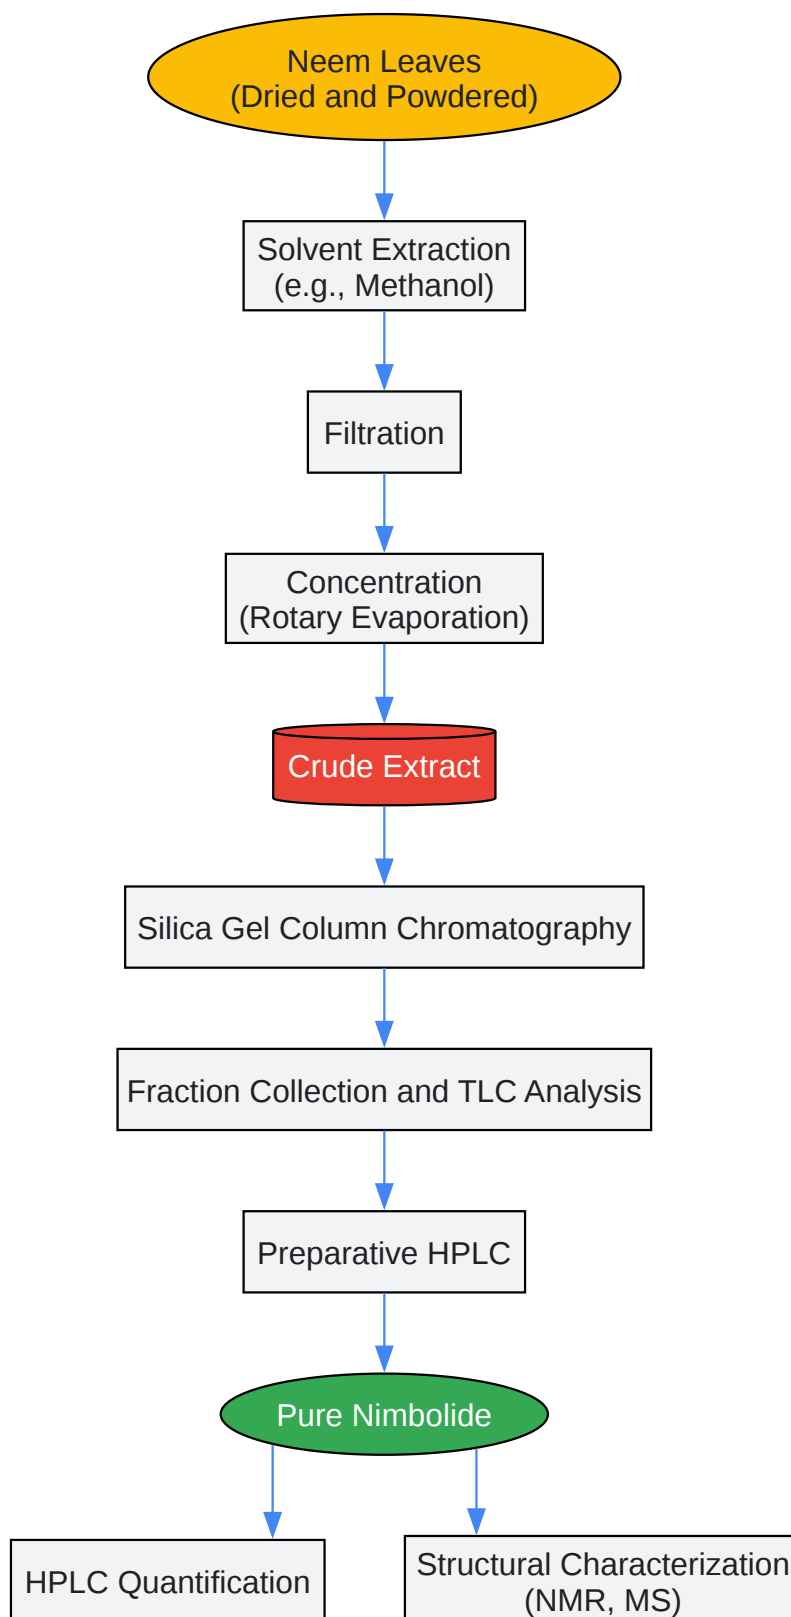 Neem Leaves
(Dried and Powdered)
Solvent Extraction
(e.g., Methanol)
Filtration
Concentration
(Rotary Evaporation)
Crude Extract
Silica Gel Column Chromatography
Fraction Collection and TLC Analysis
Preparative HPLC
Pure Nimbolide
HPLC Quantification
Structural Characterization
(NMR, MS)